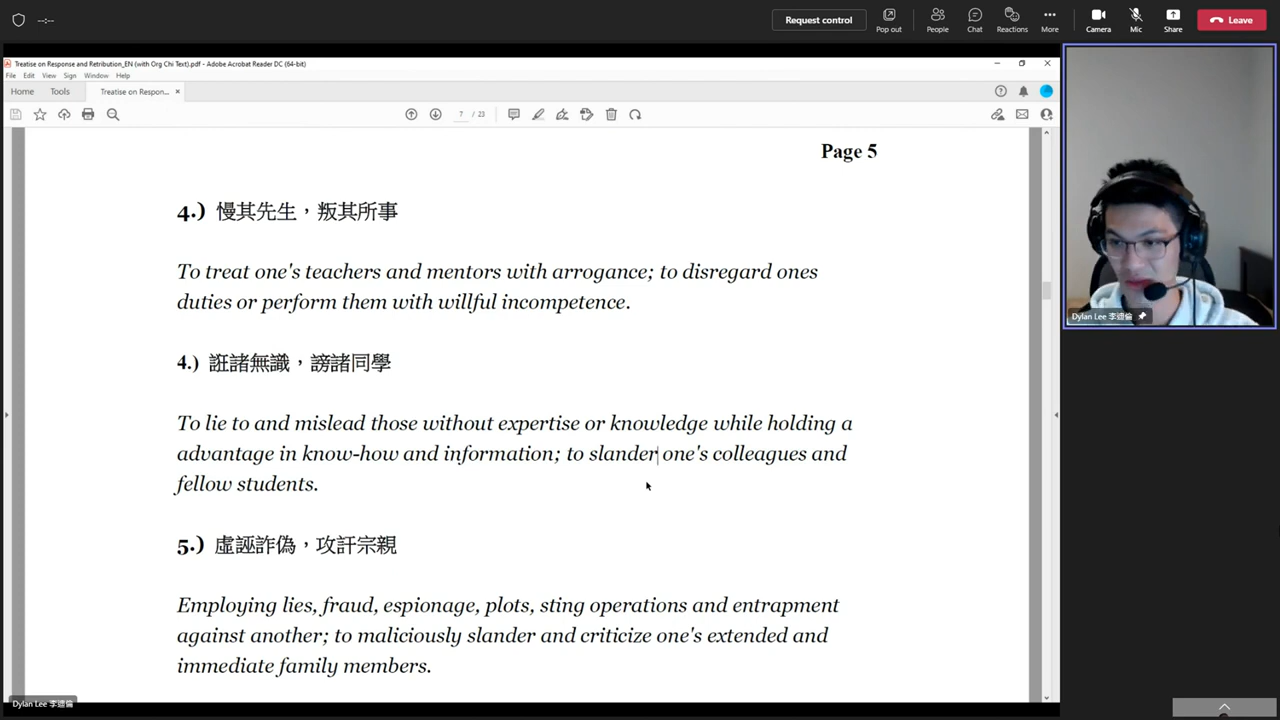 --:--
Request control
Pop out
People
Chat
Reactions
More
Camera
Mic
Share
Leave
Treatise on Response and Retribution_EN (with Org Chi Text).pdf - Adobe Acrobat Reader DC (64-bit)
File Edit View Sign Window Help
Home Tools Treatise on Respon... ×
7 / 23
Page 5
4.) 慢其先生，叛其所事
To treat one's teachers and mentors with arrogance; to disregard ones
duties or perform them with willful incompetence.
4.) 誑諸無識，謗諸同學
To lie to and mislead those without expertise or knowledge while holding a
advantage in know-how and information; to slander one's colleagues and
fellow students.
5.) 虛誣詐偽，攻訐宗親
Employing lies, fraud, espionage, plots, sting operations and entrapment
against another; to maliciously slander and criticize one's extended and
immediate family members.
Dylan Lee 李迦倫
Dylan Lee 李迦倫